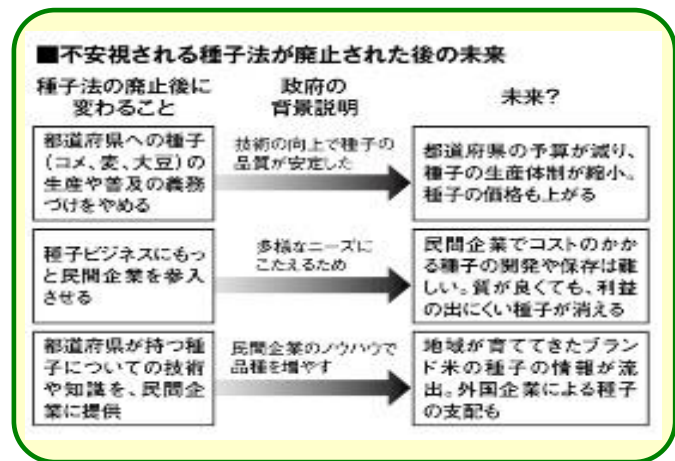 ■不安視される種子法が廃止された後の未来
種子法の廃止後に
変わること
政府の
背景説明
未来?
都道府県への種子
(コメ、麦、大豆)の
生産や普及の義務
づけをやめる
技術の向上で種子の
品質が安定した
都道府県の予算が減り、
種子の生産体制が縮小。
種子の価格も上がる
種子ビジネスにもっ
と民間企業を参入
させる
多様なニーズに
こたえるため
民間企業でコストのかか
る種子の開発や保存は難
しい。質が良くても、利益
の出にくい種子が消える
都道府県が持つ種
子についての技術
や知識を、民間企
業に提供
民間企業のノウハウで
品種を増やす
地域が育ててきたブラン
ド米の種子の情報が流
出。外国企業による種子
の支配も